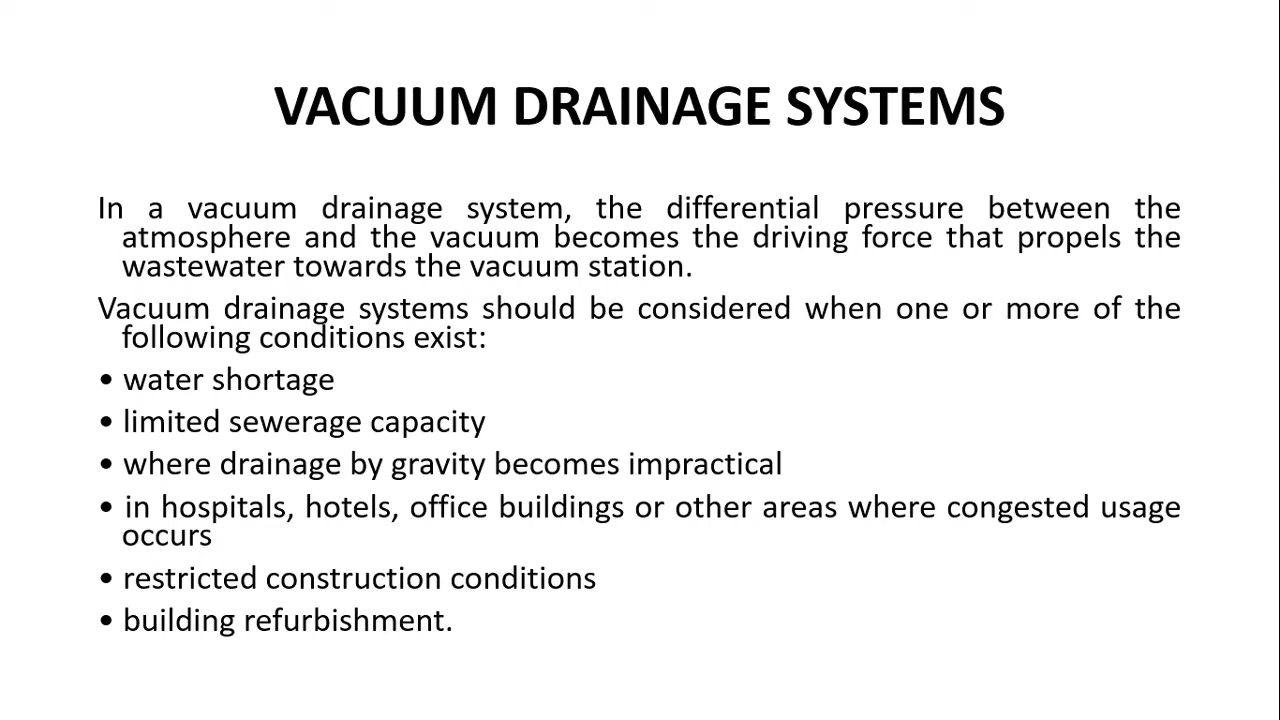 VACUUM DRAINAGE SYSTEMS
In a vacuum drainage system, the differential pressure between the
atmosphere and the vacuum becomes the driving force that propels the
wastewater towards the vacuum station.
Vacuum drainage systems should be considered when one or more of the
following conditions exist:
• water shortage
• limited sewerage capacity
• where drainage by gravity becomes impractical
• in hospitals, hotels, office buildings or other areas where congested usage
occurs
• restricted construction conditions
• building refurbishment.